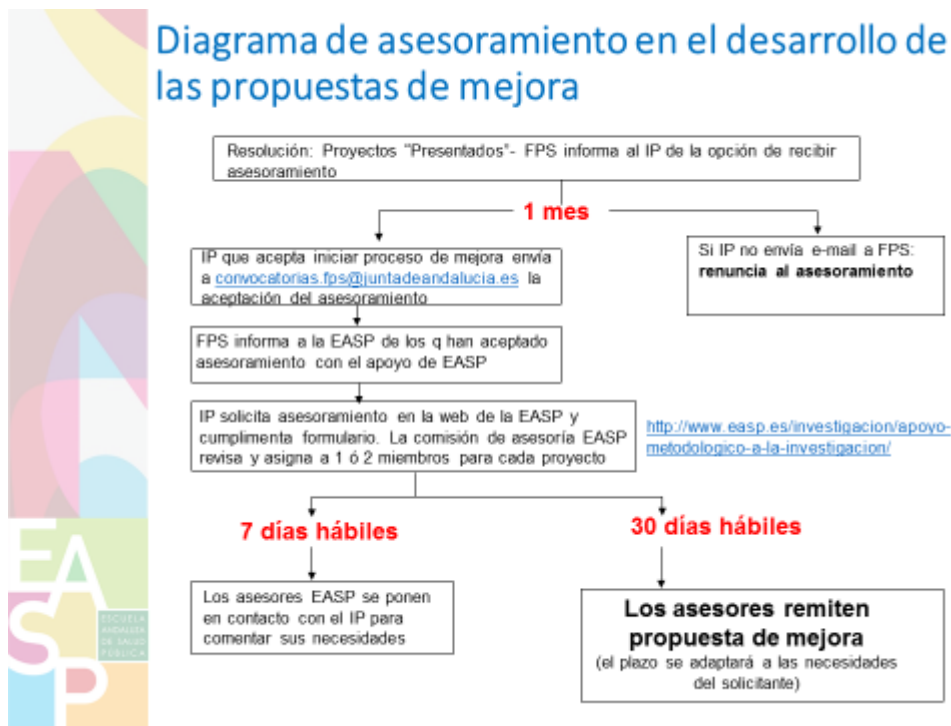 Diagrama de asesoramiento en el desarrollo de
las propuestas de mejora
Resolución: Proyectos "Presentados"- FPS informa al IP de la opción de recibir
asesoramiento
1 mes
IP que acepta iniciar proceso de mejora envía
a convocatorias.fps@juntadeandalucia.es la
aceptación del asesoramiento
Si IP no envía e-mail a FPS:
renuncia al asesoramiento
FPS informa a la EASP de los q han aceptado
asesoramiento con el apoyo de EASP
IP solicita asesoramiento en la web de la EASP y
cumplimenta formulario. La comisión de asesoría EASP
revisa y asigna a 1 ó 2 miembros para cada proyecto
http://www.easp.es/investigacion/apoyo-
metodologico-a-la-investigacion/
7 días hábiles
30 días hábiles
Los asesores EASP se ponen
en contacto con el IP para
comentar sus necesidades
Los asesores remiten
propuesta de mejora
(el plazo se adaptará a las necesidades
del solicitante)
EASP
ESCUELA
ANDALUZA
DE SALUD
PÚBLICA